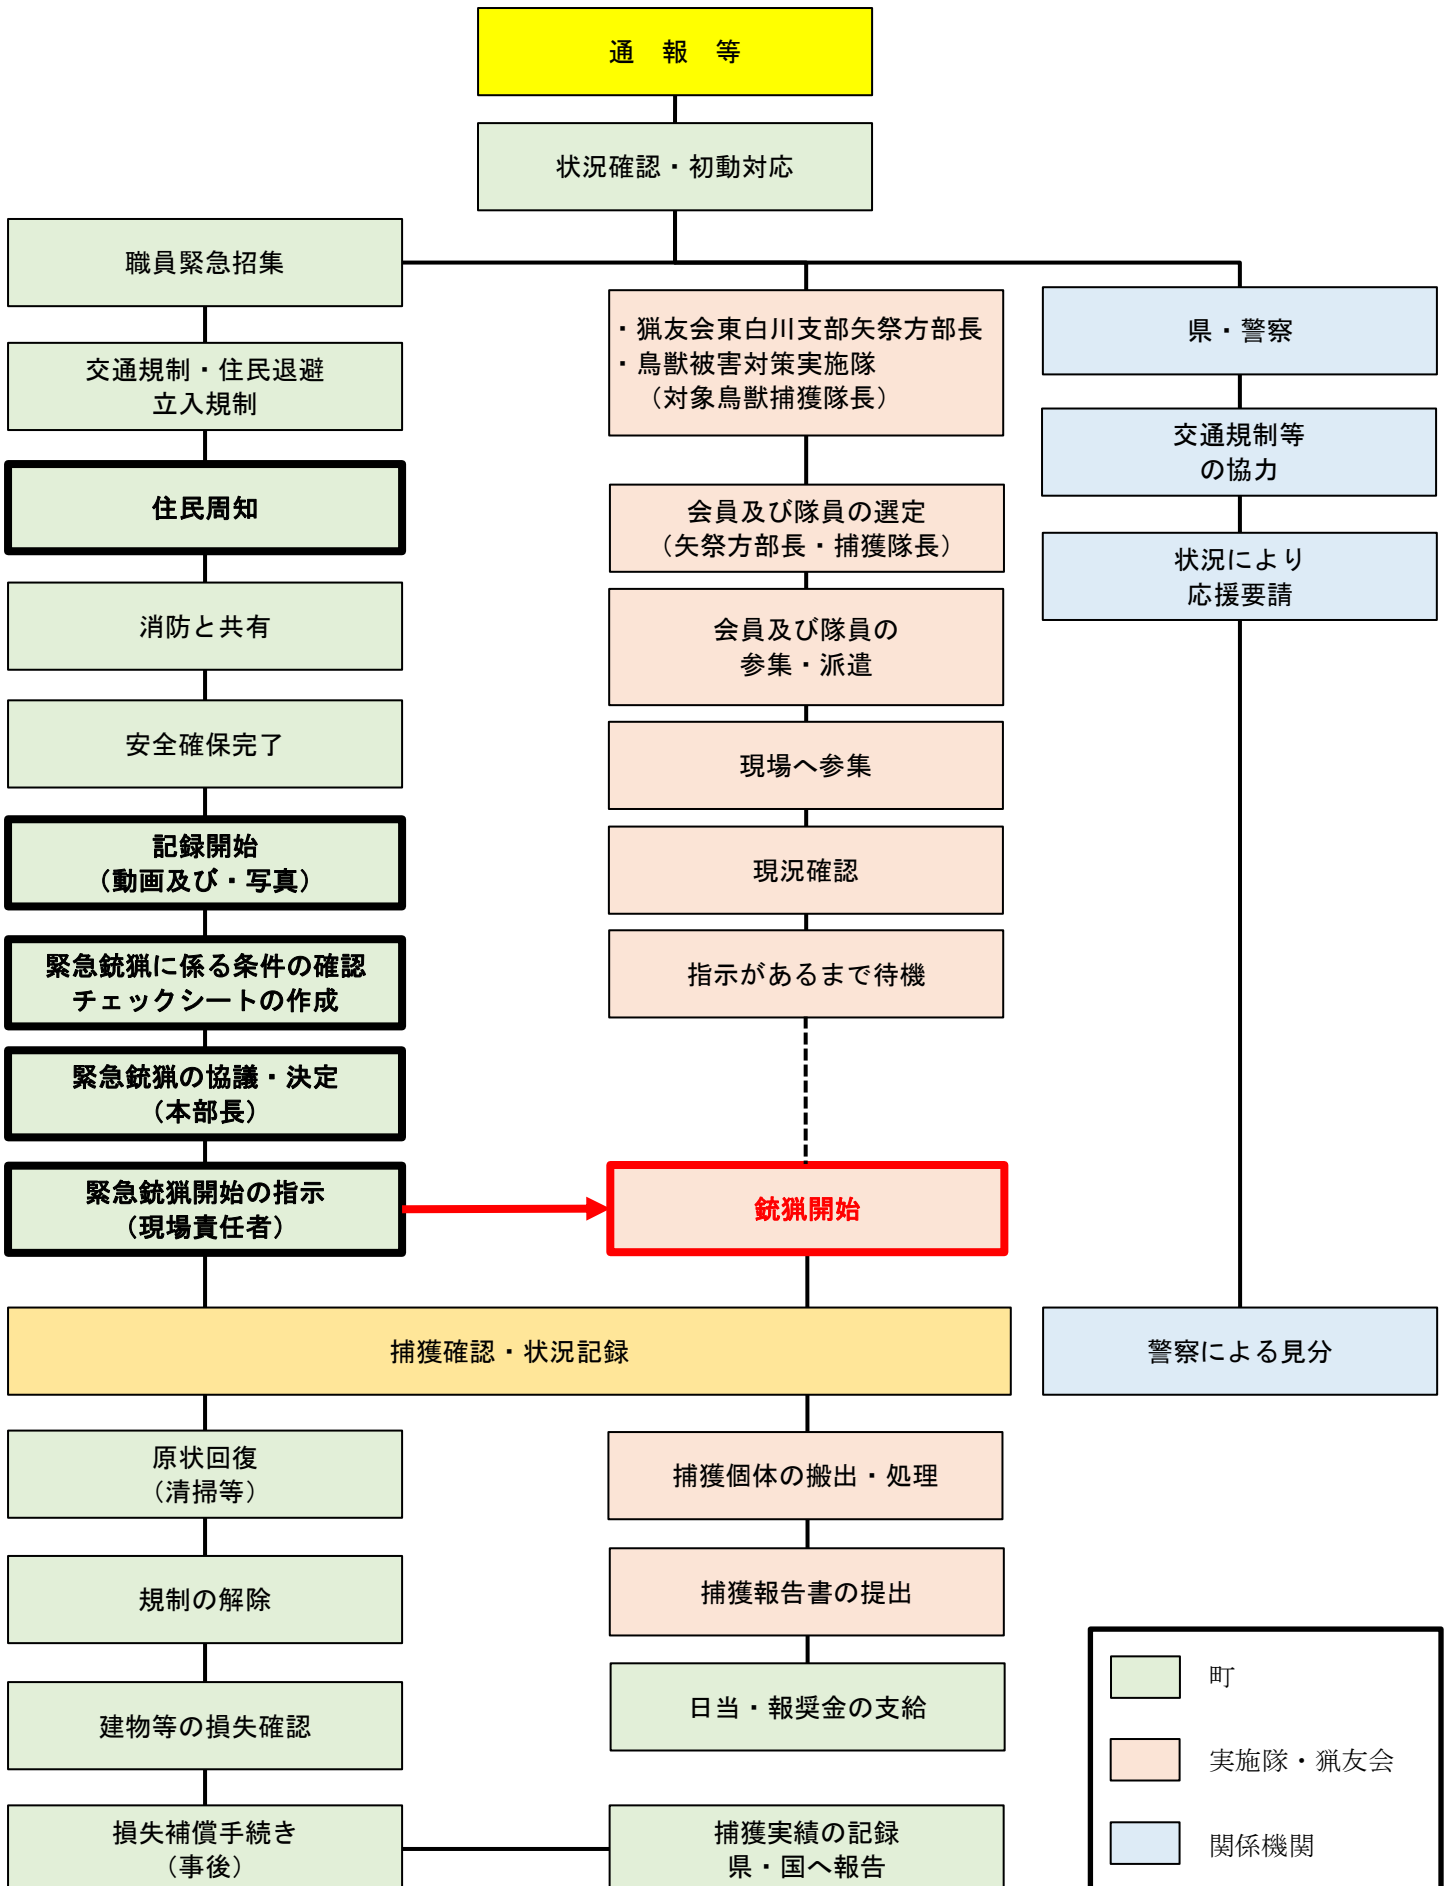 通　報　等
状況確認・初動対応
職員緊急招集
交通規制・住民退避
立入規制
住民周知
消防と共有
安全確保完了
記録開始
（動画及び・写真）
緊急銃猟に係る条件の確認
チェックシートの作成
緊急銃猟の協議・決定
（本部長）
緊急銃猟開始の指示
（現場責任者）
・猟友会東白川支部矢祭方部長
・鳥獣被害対策実施隊
（対象鳥獣捕獲隊長）
会員及び隊員の選定
（矢祭方部長・捕獲隊長）
会員及び隊員の
参集・派遣
現場へ参集
現況確認
指示があるまで待機
銃猟開始
県・警察
交通規制等
の協力
状況により
応援要請
捕獲確認・状況記録
警察による見分
原状回復
（清掃等）
規制の解除
建物等の損失確認
損失補償手続き
（事後）
捕獲個体の搬出・処理
捕獲報告書の提出
日当・報奨金の支給
捕獲実績の記録
県・国へ報告
町
実施隊・猟友会
関係機関